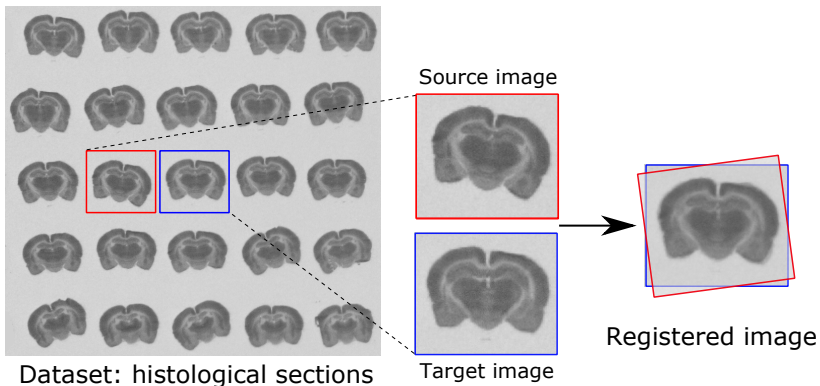 Source image
Target image
Registered image
Dataset: histological sections